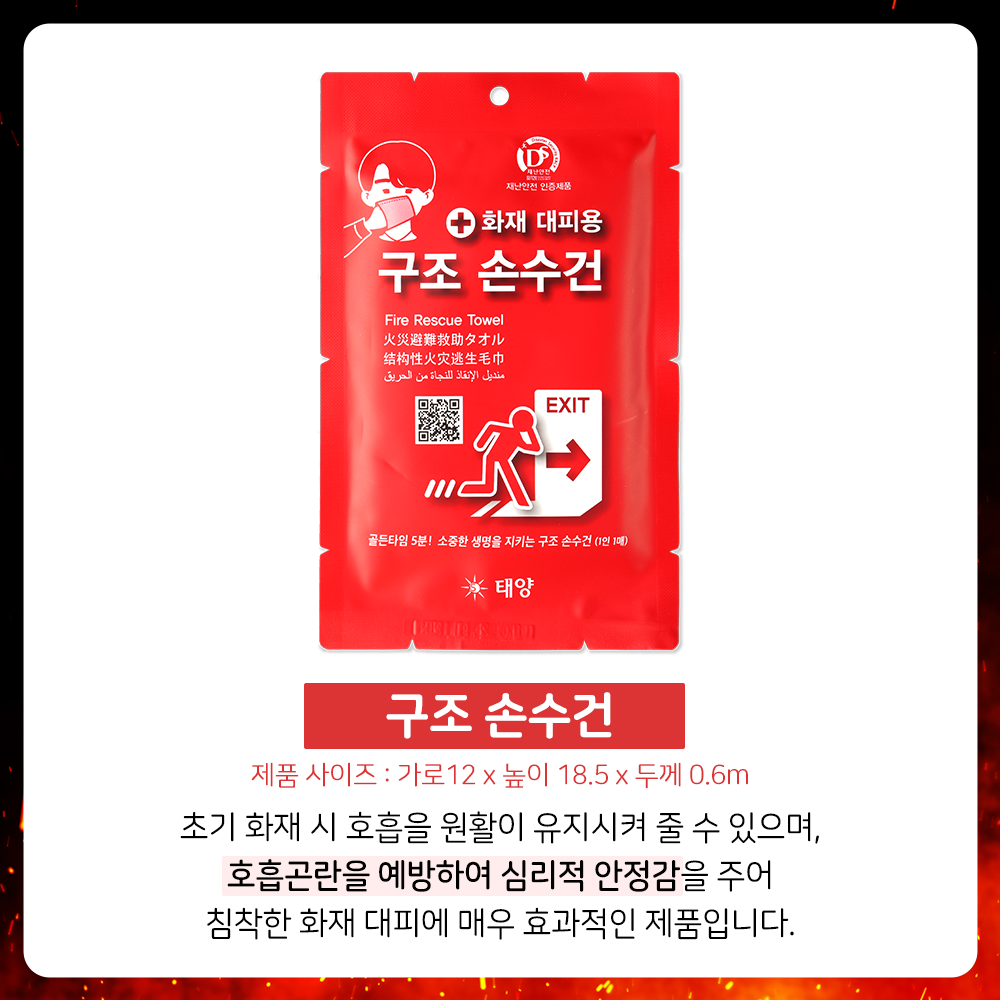 DS
재난안전
재난안전 인증제품
화재 대피용
구조 손수건
Fire Rescue Towel
火災避難救助タオル
结构性火灾逃生毛巾
منديل الإنقاذ للنجاة من الحريق
EXIT
골든타임 5분! 소중한 생명을 지키는 구조 손수건 (1인 1매)
태양
구조 손수건
제품 사이즈 : 가로12 x 높이 18.5 x 두께 0.6m
초기 화재 시 호흡을 원활이 유지시켜 줄 수 있으며,
호흡곤란을 예방하여 심리적 안정감을 주어
침착한 화재 대피에 매우 효과적인 제품입니다.